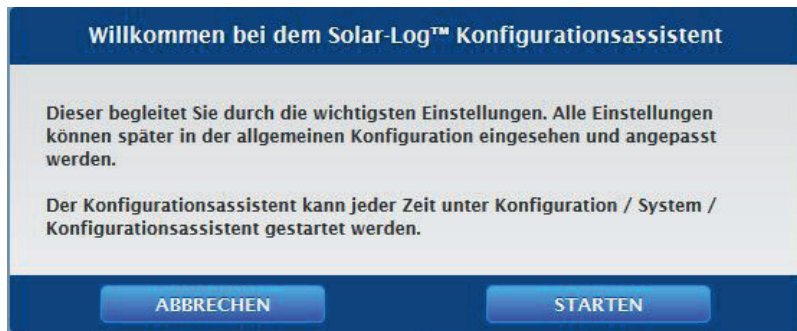 Willkommen bei dem Solar-Log™ Konfigurationsassistent
Dieser begleitet Sie durch die wichtigsten Einstellungen. Alle Einstellungen
können später in der allgemeinen Konfiguration eingesehen und angepasst
werden.
Der Konfigurationsassistent kann jeder Zeit unter Konfiguration / System /
Konfigurationsassistent gestartet werden.
ABBRECHEN
STARTEN